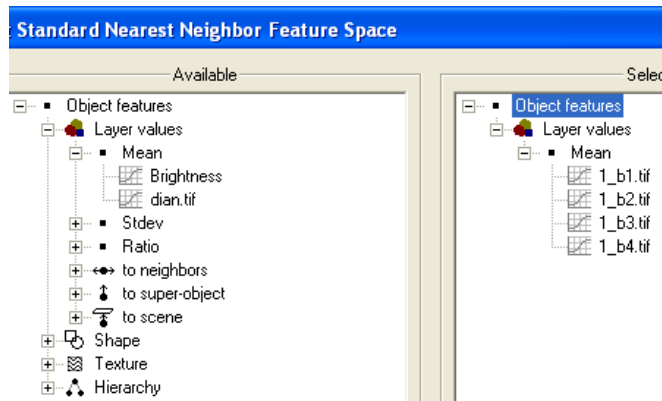 Standard Nearest Neighbor Feature Space
Available
Object features
Layer values
Mean
Brightness
dian.tif
Stdev
Ratio
to neighbors
to super-object
to scene
Shape
Texture
Hierarchy
Selec
Object features
Layer values
Mean
1_b1.tif
1_b2.tif
1_b3.tif
1_b4.tif